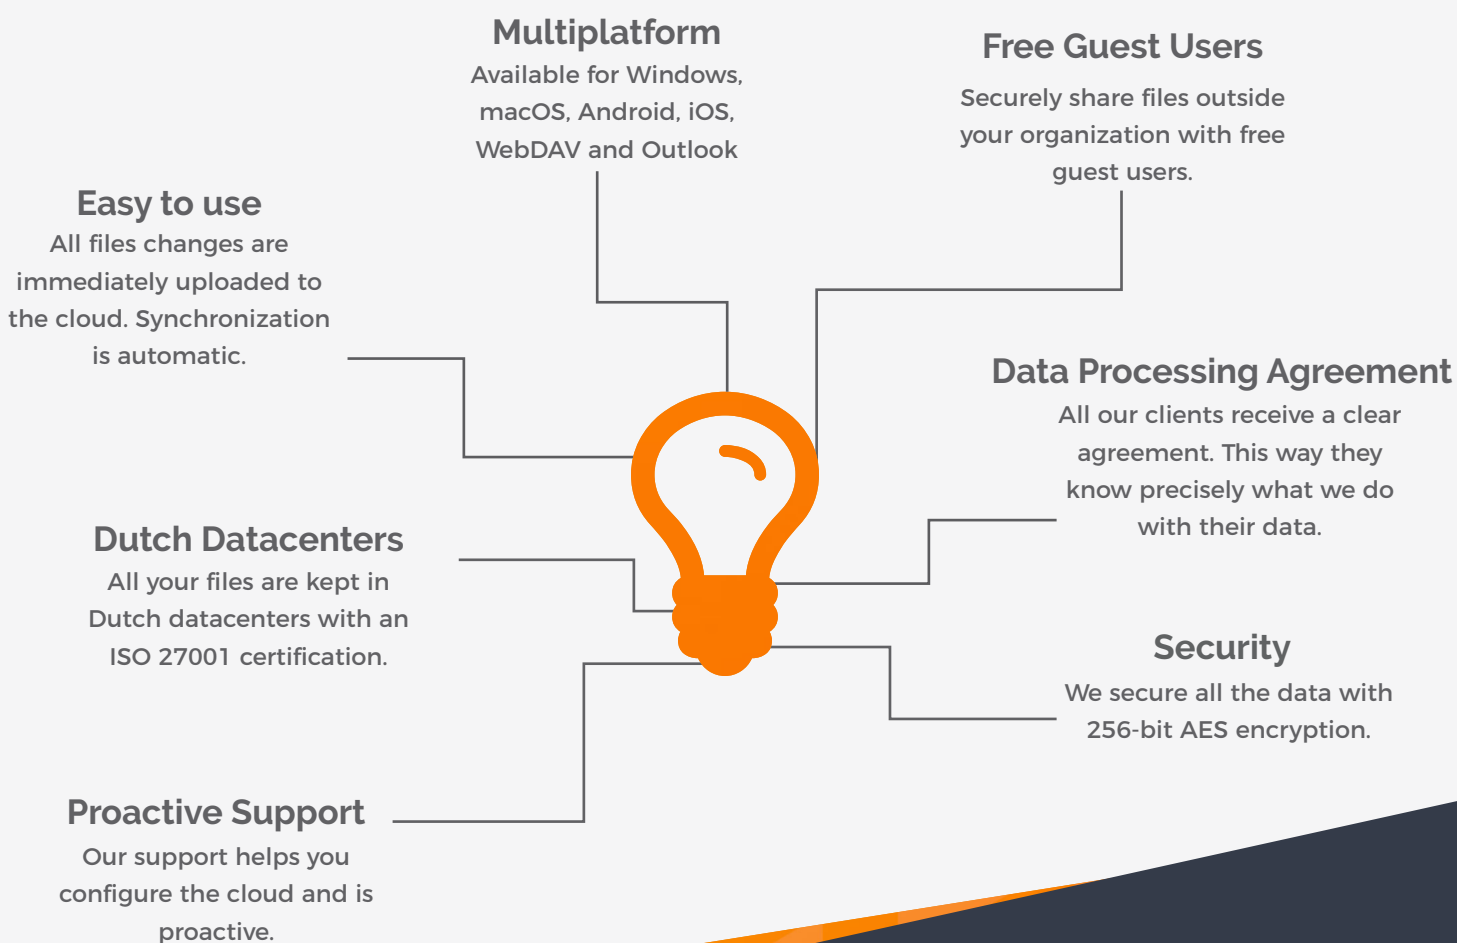 Multiplatform
Available for Windows,
macOS, Android, iOS,
WebDAV and Outlook
Free Guest Users
Securely share files outside
your organization with free
guest users.
Easy to use
All files changes are
immediately uploaded to
the cloud. Synchronization
is automatic.
Data Processing Agreement
All our clients receive a clear
agreement. This way they
know precisely what we do
with their data.
Dutch Datacenters
All your files are kept in
Dutch datacenters with an
ISO 27001 certification.
Security
We secure all the data with
256-bit AES encryption.
Proactive Support
Our support helps you
configure the cloud and is
proactive.